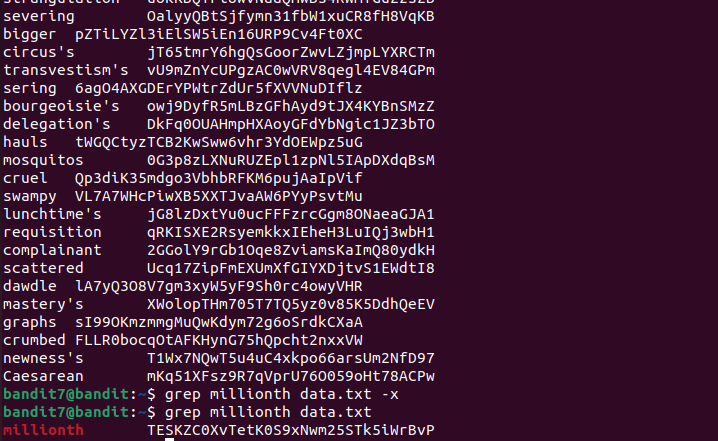 severing            OalyyQBtSjfymn31fbW1xuCR8fH8VqKB
bigger  pZTiLYZl3iElSW5iEn16URP9Cv4Ft0XC
circus's            jT65tmrY6hgQsGoorZwvLZjmpLYXRCTm
transvestism's  vU9mZnYcUPgzAC0wVRV8qegl4EV84GPm
sering  6agO4AXGDErYPWtrZdUr5fXVVNuDIflz
bourgeoisie's   owj9DyfR5mLBzGFhAyd9tJX4KYBnSMzZ
delegation's    DkFq0OUAHmpHXAoyGFdYbNgic1JZ3bTO
hauls   tWGQCtyzTCB2KwSww6vhr3YdOEWpz5uG
mosquitos       0G3p8zLXNuRUZEpl1zpNl5IApDXdqBsM
cruel   Qp3diK35mdgo3VbhbRFKM6pujAaIpVif
swampy  VL7A7WHcPiwXB5XXTJvaAW6PYyPsvtMu
lunchtime's     jG8lzDxtYu0ucFFFzrcGgm8ONaeaGJA1
requisition     qRKISXE2RsyemkkxIEheH3LuIQj3wbH1
complainant     2GGolY9rGb1Oqe8ZviamsKaImQ80ydkH
scattered       Ucq17ZipFmEXUmXfGIYXDjtvS1EWdtI8
dawdle  lA7yQ3O8V7gm3xyW5yF9Sh0rc4owyVHR
mastery's       XWolopTHm705T7TQ5yz0v85K5DdhQeEV
graphs  sI99OKmzmmgMuQwKdym72g6oSrdkCXaA
crumbed FLLR0bocqOtAFKHynG75hQpcht2nxxVW
newness's       T1Wx7NQwT5u4uC4xkpo66arsUm2NfD97
Caesarean       mKq51XFsz9R7qVprU76O059oHt78ACPw
bandit7@bandit:~$ grep millionth data.txt -x
bandit7@bandit:~$ grep millionth data.txt
millionth       TESKZC0XvTetK0S9xNwm25STk5iWrBvP